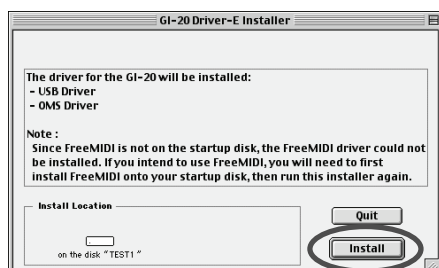 GI-20 Driver-E Installer
The driver for the GI-20 will be installed:
- USB Driver
- OMS Driver
Note :
Since FreeMIDI is not on the startup disk, the FreeMIDI driver could not
be installed. If you intend to use FreeMIDI, you will need to first
install FreeMIDI onto your startup disk, then run this installer again.
Install Location
on the disk "TEST1 "
Quit
Install